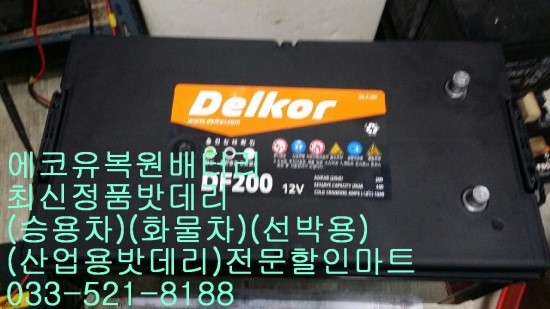 Delkor
DF200 12V
에코유복원배터리
최신정품밧데리
(승용차)(화물차)(선박용)
(산업용밧데리)전문할인마트
033-521-8188